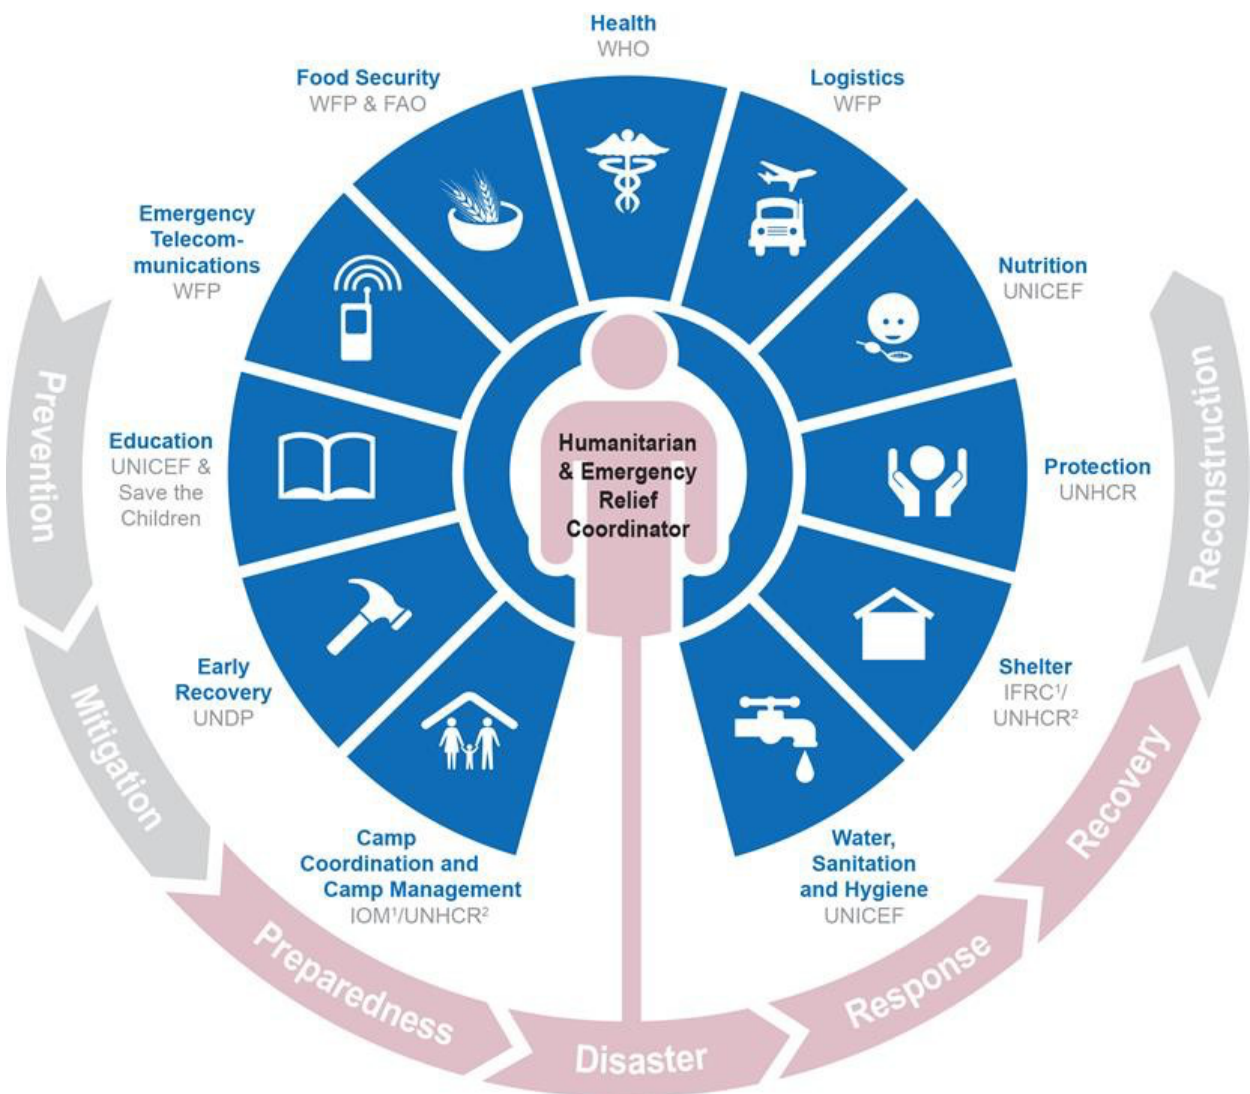 Health
WHO
Logistics
WFP
Nutrition
UNICEF
Protection
UNHCR
Shelter
IFRC¹/
UNHCR²
Water,
Sanitation
and Hygiene
UNICEF
Camp
Coordination and
Camp Management
IOM¹/UNHCR²
Early
Recovery
UNDP
Education
UNICEF &
Save the
Children
Emergency
Telecom-
munications
WFP
Food Security
WFP & FAO
Humanitarian
& Emergency
Relief
Coordinator
Prevention
Mitigation
Preparedness
Disaster
Response
Recovery
Reconstruction